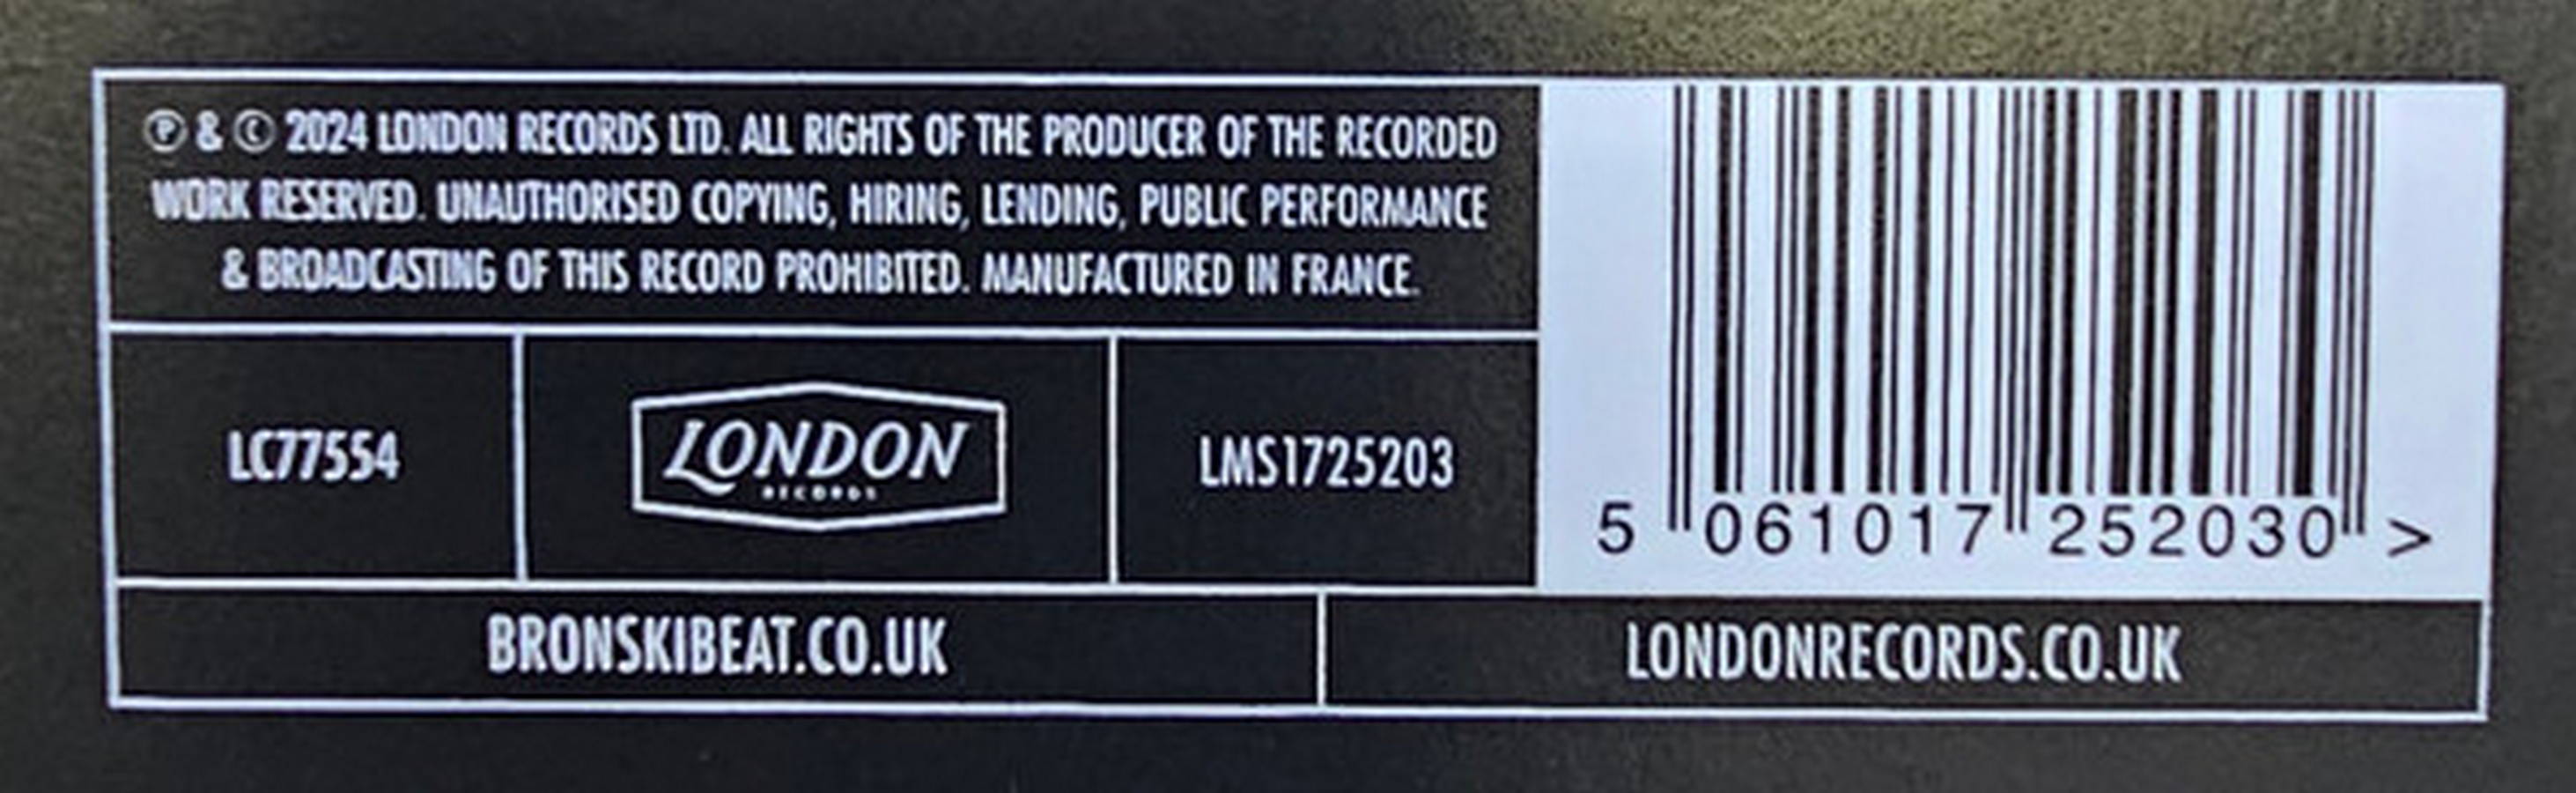 Ⓟ & © 2024 LONDON RECORDS LTD. ALL RIGHTS OF THE PRODUCER OF THE RECORDED
WORK RESERVED. UNAUTHORISED COPYING, HIRING, LENDING, PUBLIC PERFORMANCE
& BROADCASTING OF THIS RECORD PROHIBITED. MANUFACTURED IN FRANCE.
LC77554
LONDON
RECORDS
LMS1725203
5 061017 252030 >
BRONSKIBEAT.CO.UK
LONDONRECORDS.CO.UK